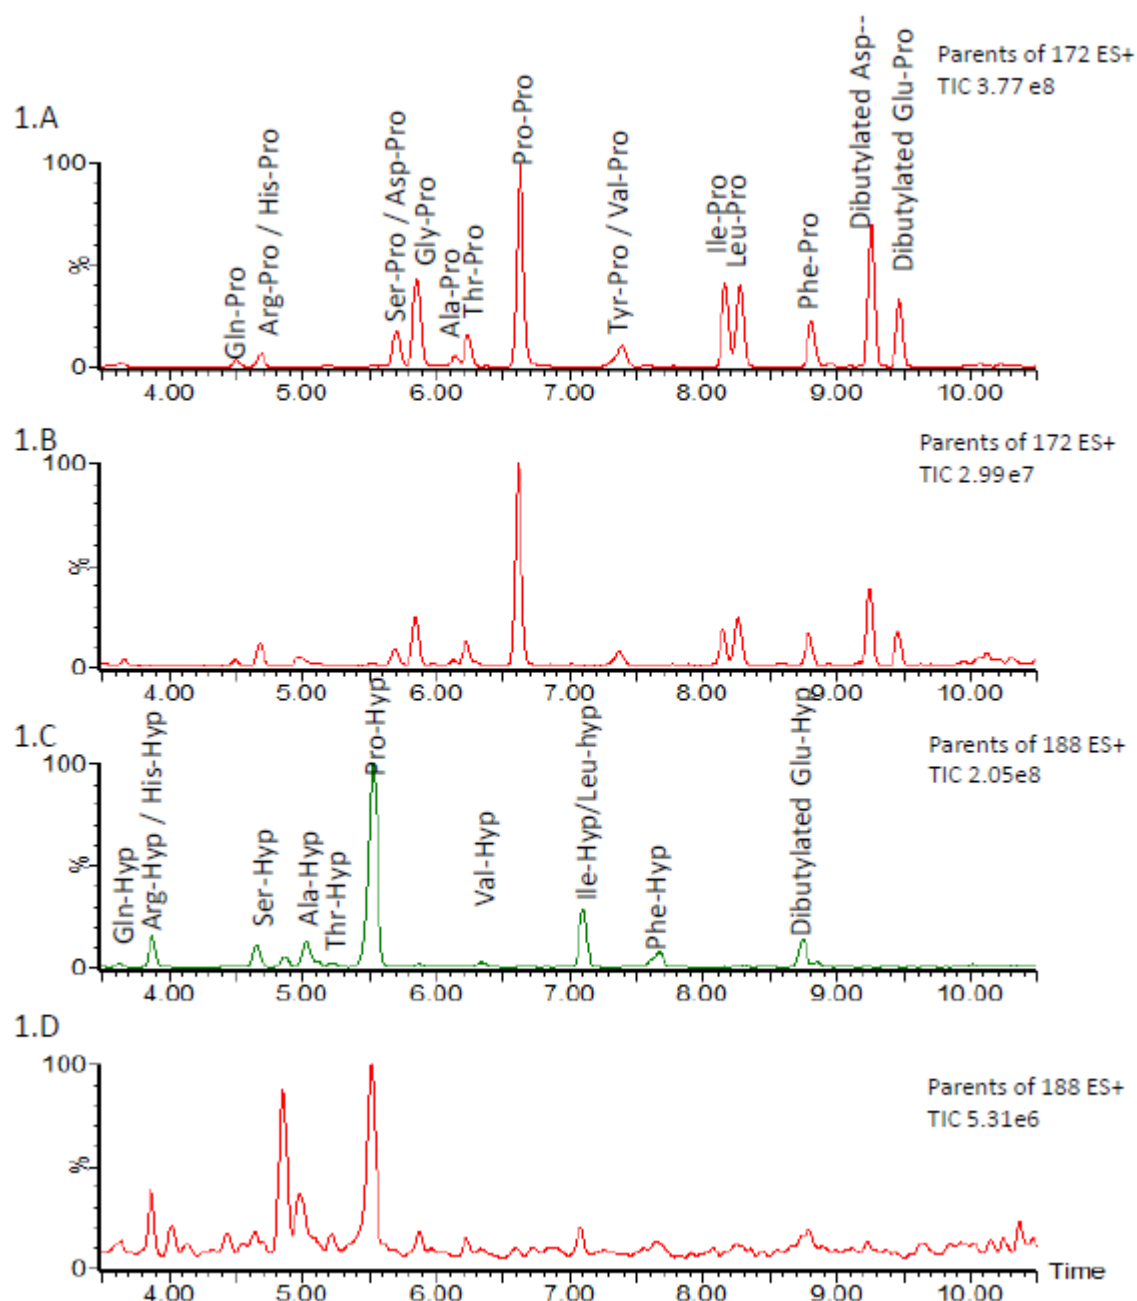 1.A
Parents of 172 ES+
TIC 3.77 e8
Gln-Pro
Arg-Pro / His-Pro
Ser-Pro / Asp-Pro
Gly-Pro
Ala-Pro
Thr-Pro
Pro-Pro
Tyr-Pro / Val-Pro
Ile-Pro
Leu-Pro
Phe-Pro
Dibutylated Asp--
Dibutylated Glu-Pro
100
%
0
4.00 5.00 6.00 7.00 8.00 9.00 10.00
1.B
Parents of 172 ES+
TIC 2.99 e7
100
%
0
4.00 5.00 6.00 7.00 8.00 9.00 10.00
1.C
Parents of 188 ES+
TIC 2.05e8
Gln-Hyp
Arg-Hyp / His-Hyp
Ser-Hyp
Ala-Hyp
Thr-Hyp
Pro-Hyp
Val-Hyp
Ile-Hyp/Leu-hyp
Phe-Hyp
Dibutylated Glu-Hyp
100
%
0
4.00 5.00 6.00 7.00 8.00 9.00 10.00
1.D
Parents of 188 ES+
TIC 5.31e6
100
%
0
Time
4.00 5.00 6.00 7.00 8.00 9.00 10.00